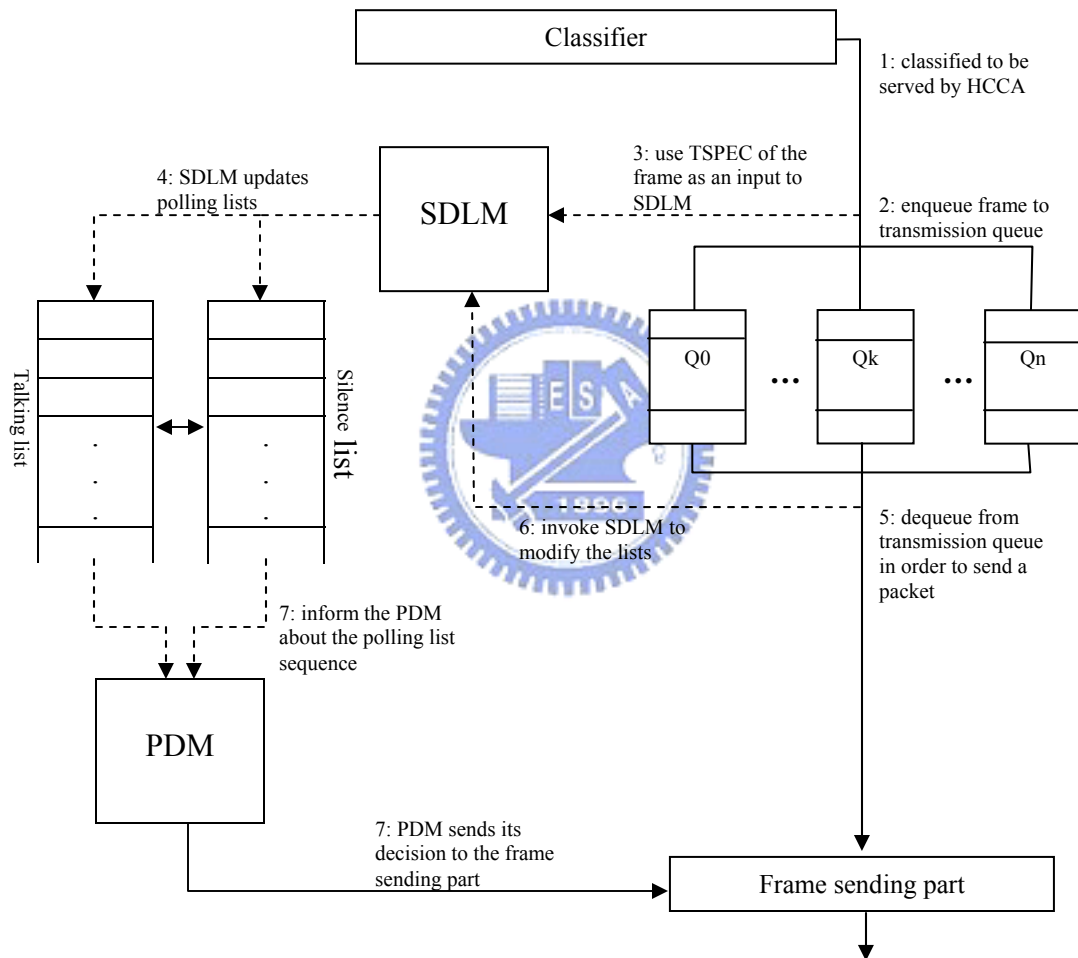 Classifier
1: classified to be
served by HCCA
3: use TSPEC of the
frame as an input to
SDLM
4: SDLM updates
polling lists
SDLM
2: enqueue frame to
transmission queue
Q0
...
Qk
...
Qn
Talking list
Silence list
E S A
1896
6: invoke SDLM to
modify the lists
5: dequeue from
transmission queue
in order to send a
packet
7: inform the PDM
about the polling list
sequence
PDM
7: PDM sends its
decision to the frame
sending part
Frame sending part